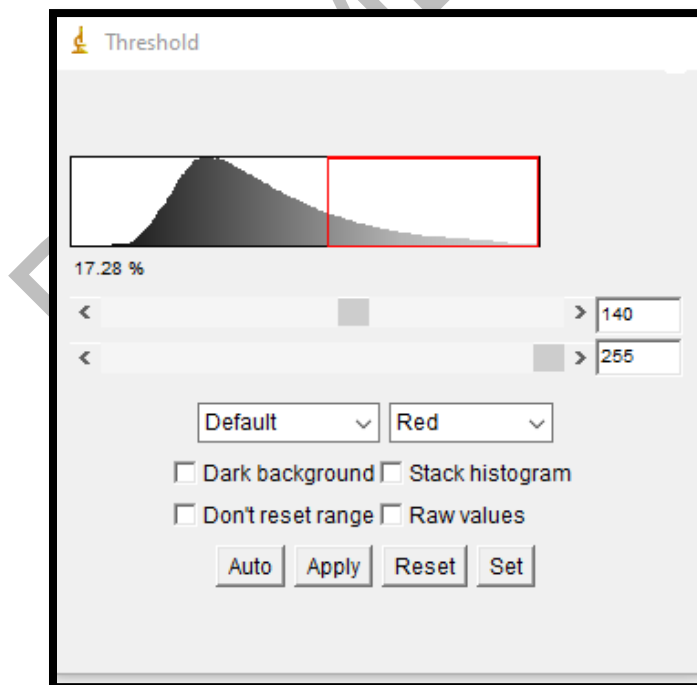 Threshold
17.28 %
140
255
Default Red
Dark background Stack histogram
Don't reset range Raw values
Auto Apply Reset Set